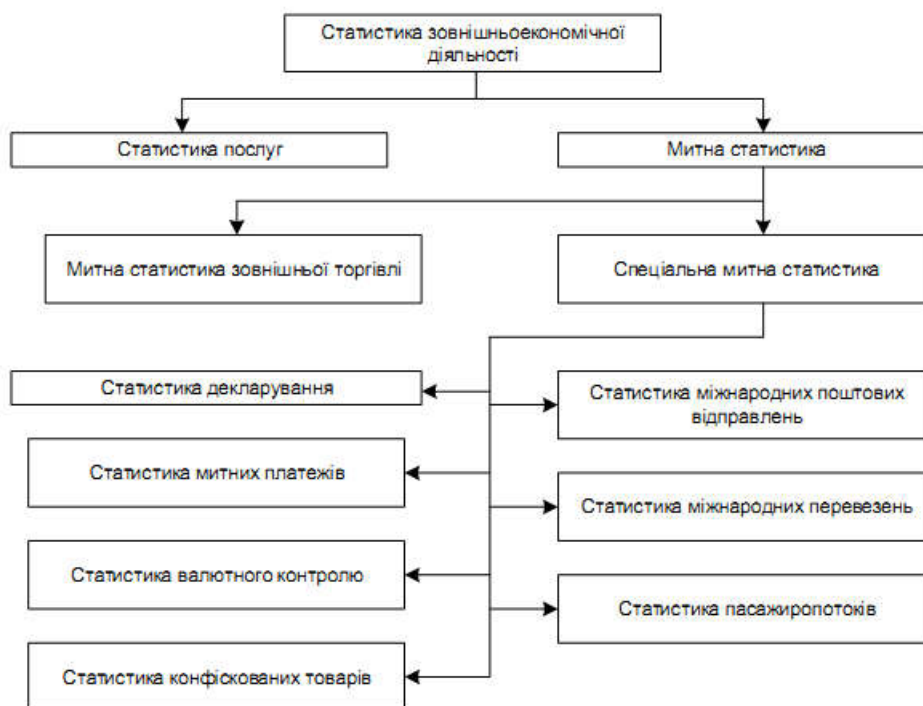 Статистика зовнішньоекономічної
діяльності
Статистика послуг
Митна статистика
Митна статистика зовнішньої торгівлі
Спеціальна митна статистика
Статистика декларування
Статистика міжнародних поштових
відправлень
Статистика митних платежів
Статистика міжнародних перевезень
Статистика валютного контролю
Статистика пасажиропотоків
Статистика конфіскованих товарів